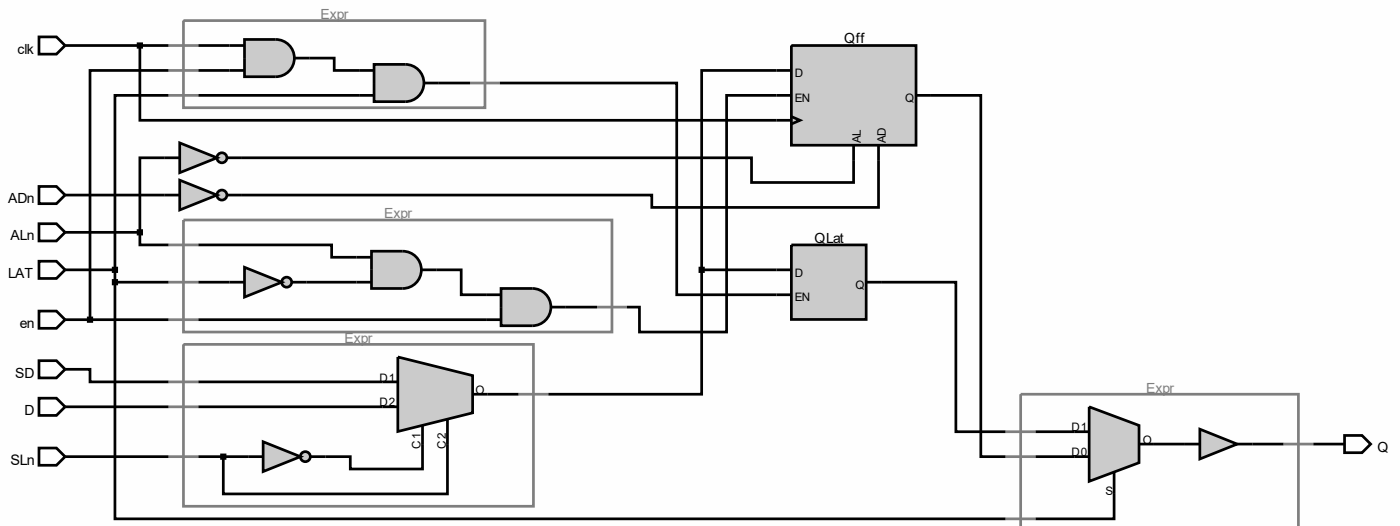 Expr
clk
Qff
D
EN
Q
AL
AD
ADn
ALn
Expr
LAT
QLat
D
Q
EN
en
Expr
SD
D1
O
D
D2
C1
C2
SLn
Expr
D1
O
D0
Q
S